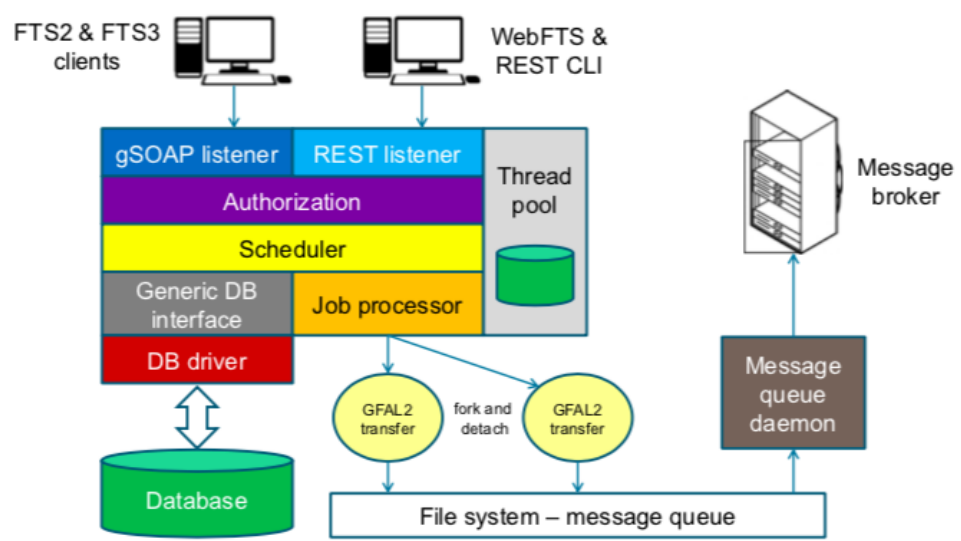 FTS2 & FTS3
clients
WebFTS &
REST CLI
gSOAP listener
REST listener
Thread
pool
Authorization
Scheduler
Generic DB
interface
Job processor
DB driver
Database
GFAL2
transfer
fork and
detach
GFAL2
transfer
File system – message queue
Message
queue
daemon
Message
broker